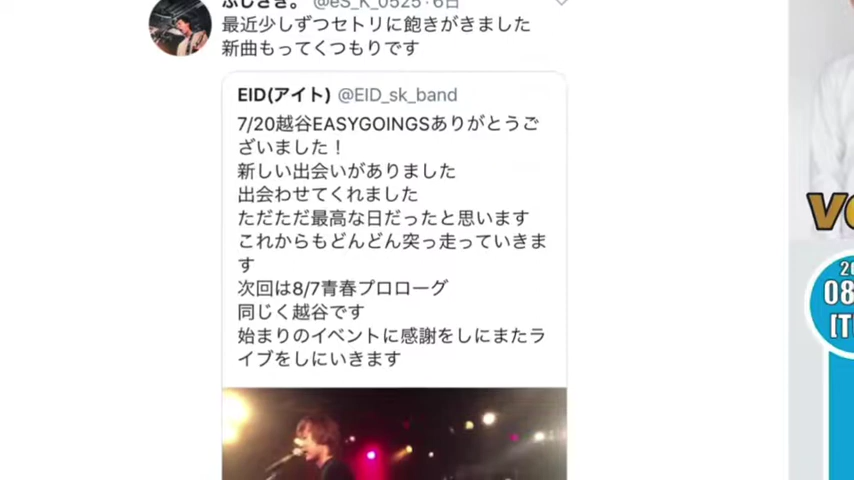 ふじさき。 @eS_K_0525·6日
最近少しずつセトリに飽きがきました
新曲もってくつもりです
EID(アイト) @EID_sk_band
7/20越谷EASYGOINGSありがとうご
ざいました！
新しい出会いがありました
出会わせてくれました
ただただ最高な日だったと思います
これからもどんどん突っ走っていきま
す
次回は8/7青春プロローグ
同じく越谷です
始まりのイベントに感謝をしにまたラ
イブをしにいきます